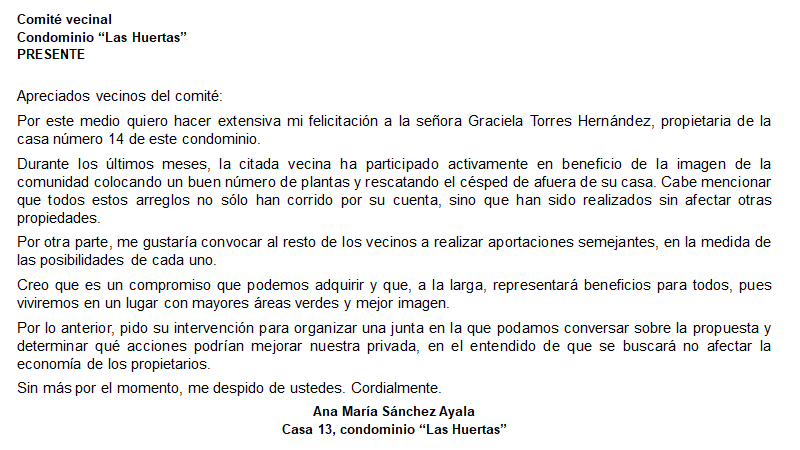 Comité vecinal
Condominio “Las Huertas”
PRESENTE
Apreciados vecinos del comité:
Por este medio quiero hacer extensiva mi felicitación a la señora Graciela Torres Hernández, propietaria de la
casa número 14 de este condominio.
Durante los últimos meses, la citada vecina ha participado activamente en beneficio de la imagen de la
comunidad colocando un buen número de plantas y rescatando el césped de afuera de su casa. Cabe mencionar
que todos estos arreglos no sólo han corrido por su cuenta, sino que han sido realizados sin afectar otras
propiedades.
Por otra parte, me gustaría convocar al resto de los vecinos a realizar aportaciones semejantes, en la medida de
las posibilidades de cada uno.
Creo que es un compromiso que podemos adquirir y que, a la larga, representará beneficios para todos, pues
viviremos en un lugar con mayores áreas verdes y mejor imagen.
Por lo anterior, pido su intervención para organizar una junta en la que podamos conversar sobre la propuesta y
determinar qué acciones podrían mejorar nuestra privada, en el entendido de que se buscará no afectar la
economía de los propietarios.
Sin más por el momento, me despido de ustedes. Cordialmente.
Ana María Sánchez Ayala
Casa 13, condominio “Las Huertas”